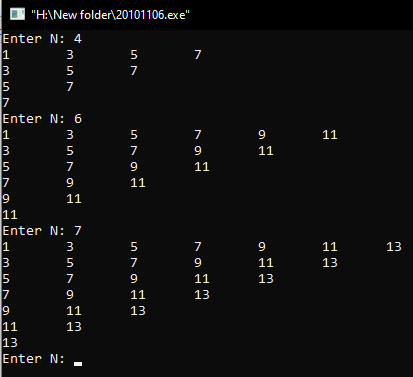 "H:\New folder\20101106.exe"
Enter N: 4
1 3 5 7
3 5 7
5 7
7
Enter N: 6
1 3 5 7 9 11
3 5 7 9 11
5 7 9 11
7 9 11
9 11
11
Enter N: 7
1 3 5 7 9 11 13
3 5 7 9 11 13
5 7 9 11 13
7 9 11 13
9 11 13
11 13
13
Enter N: